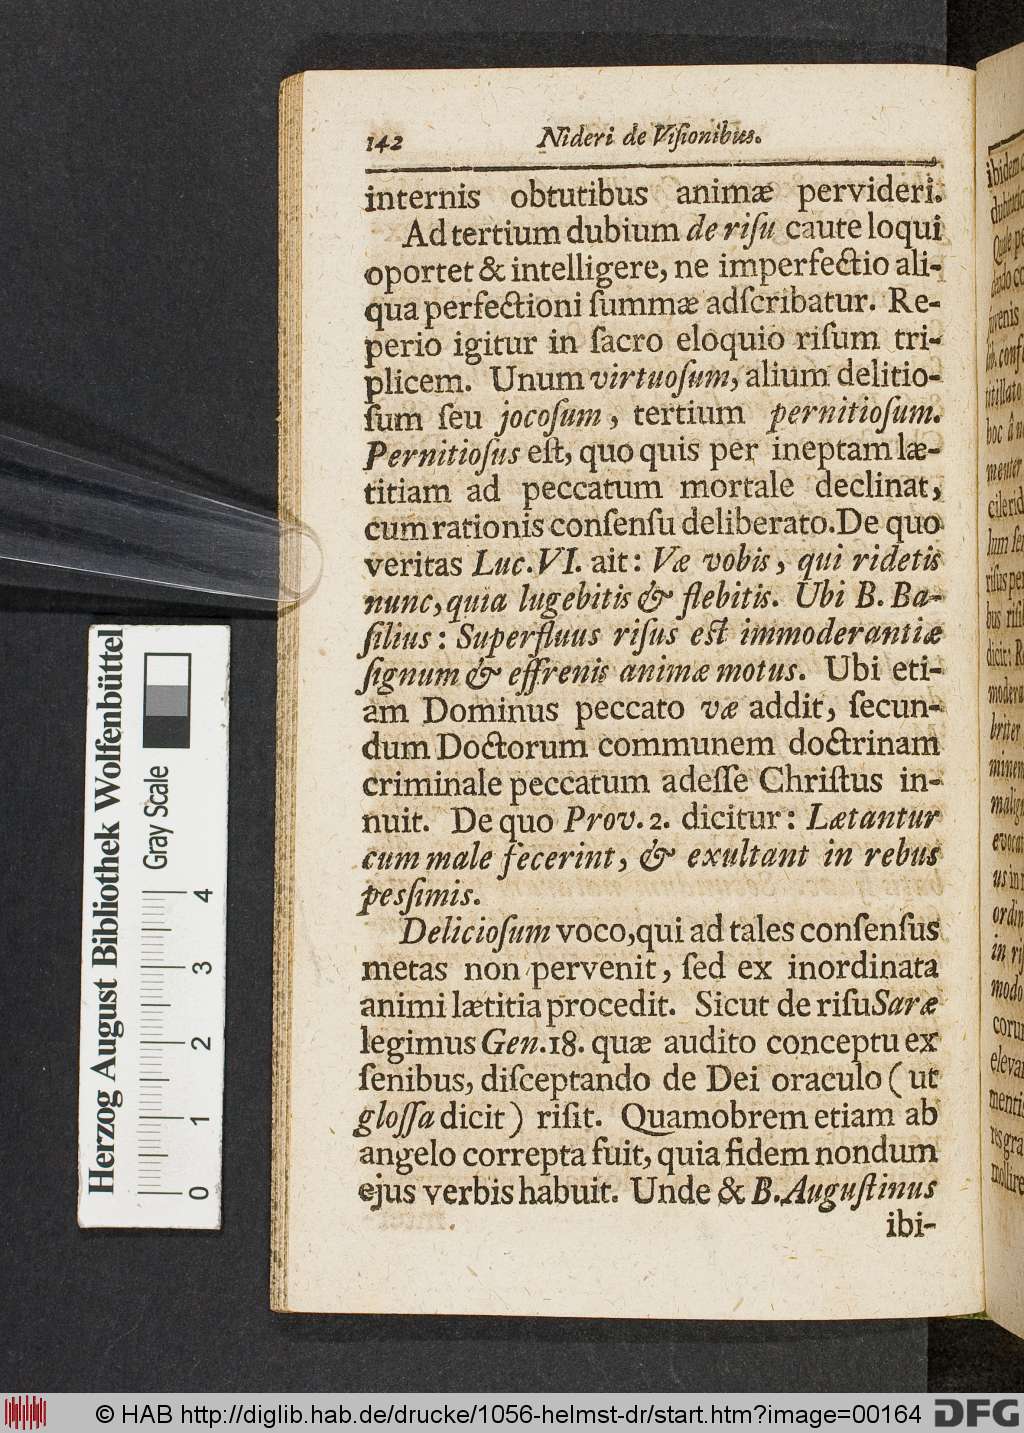 142 Nideri de Viſionibus.
internis obtutibus animæ pervideri.
Ad tertium dubium de riſu caute loqui
oportet & intelligere, ne imperfectio ali-
qua perfectioni ſummæ adſcribatur. Re-
perio igitur in ſacro eloquio riſum tri-
plicem. Unum virtuoſum, alium delitio-
ſum ſeu jocoſum, tertium pernitioſum.
Pernitioſus eſt, quo quis per ineptam læ-
titiam ad peccatum mortale declinat,
cum rationis conſenſu deliberato. De quo
veritas Luc. VI. ait: Væ vobis, qui ridetis
nunc, quia lugebitis & flebitis. Ubi B. Ba-
ſilius: Superfluus riſus eſt immoderantiæ
ſignum & effrenis animæ motus. Ubi eti-
am Dominus peccato væ addit, ſecun-
dum Doctorum communem doctrinam
criminale peccatum adeſſe Chriſtus in-
nuit. De quo Prov. 2. dicitur: Lætantur
cum male fecerint, & exultant in rebus
peſſimis.
Delicioſum voco, qui ad tales conſenſus
metas non pervenit, ſed ex inordinata
animi lætitia procedit. Sicut de riſu Saræ
legimus Gen. 18. quæ audito conceptu ex
ſenibus, diſceptando de Dei oraculo (ut
gloſſa dicit) riſit. Quamobrem etiam ab
angelo correpta fuit, quia fidem nondum
ejus verbis habuit. Unde & B. Auguſtinus
ibi-
Herzog August Bibliothek Wolfenbüttel
Gray Scale
0 1 2 3 4
© HAB http://diglib.hab.de/drucke/1056-helmst-dr/start.htm?image=00164
DFG